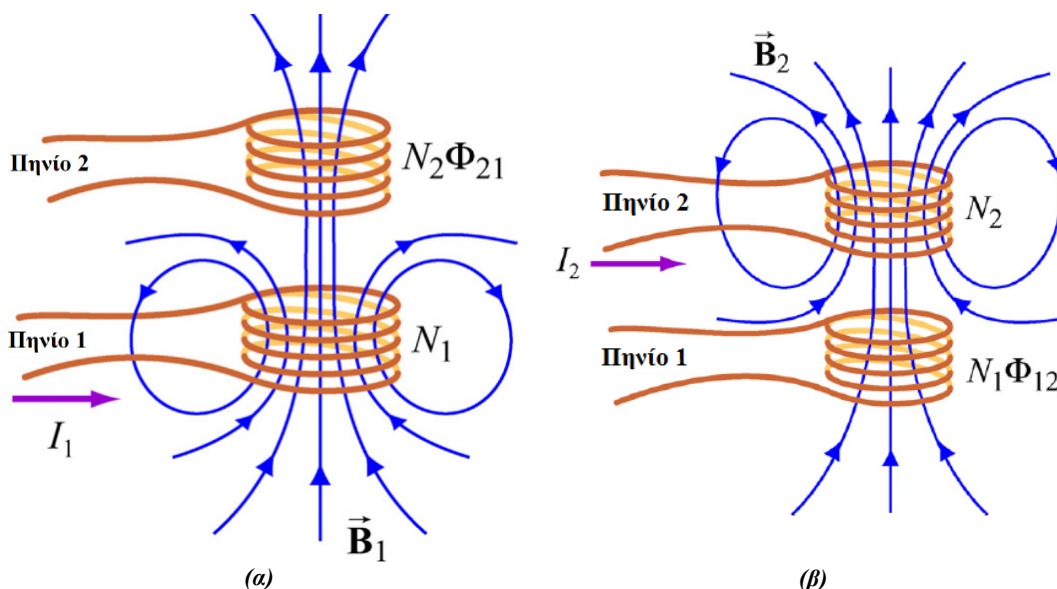 Πηνίο 2
N₂Φ₂₁
Πηνίο 1
N₁
I₁
B⃗₁
(α)
B⃗₂
Πηνίο 2
N₂
I₂
Πηνίο 1
N₁Φ₁₂
(β)